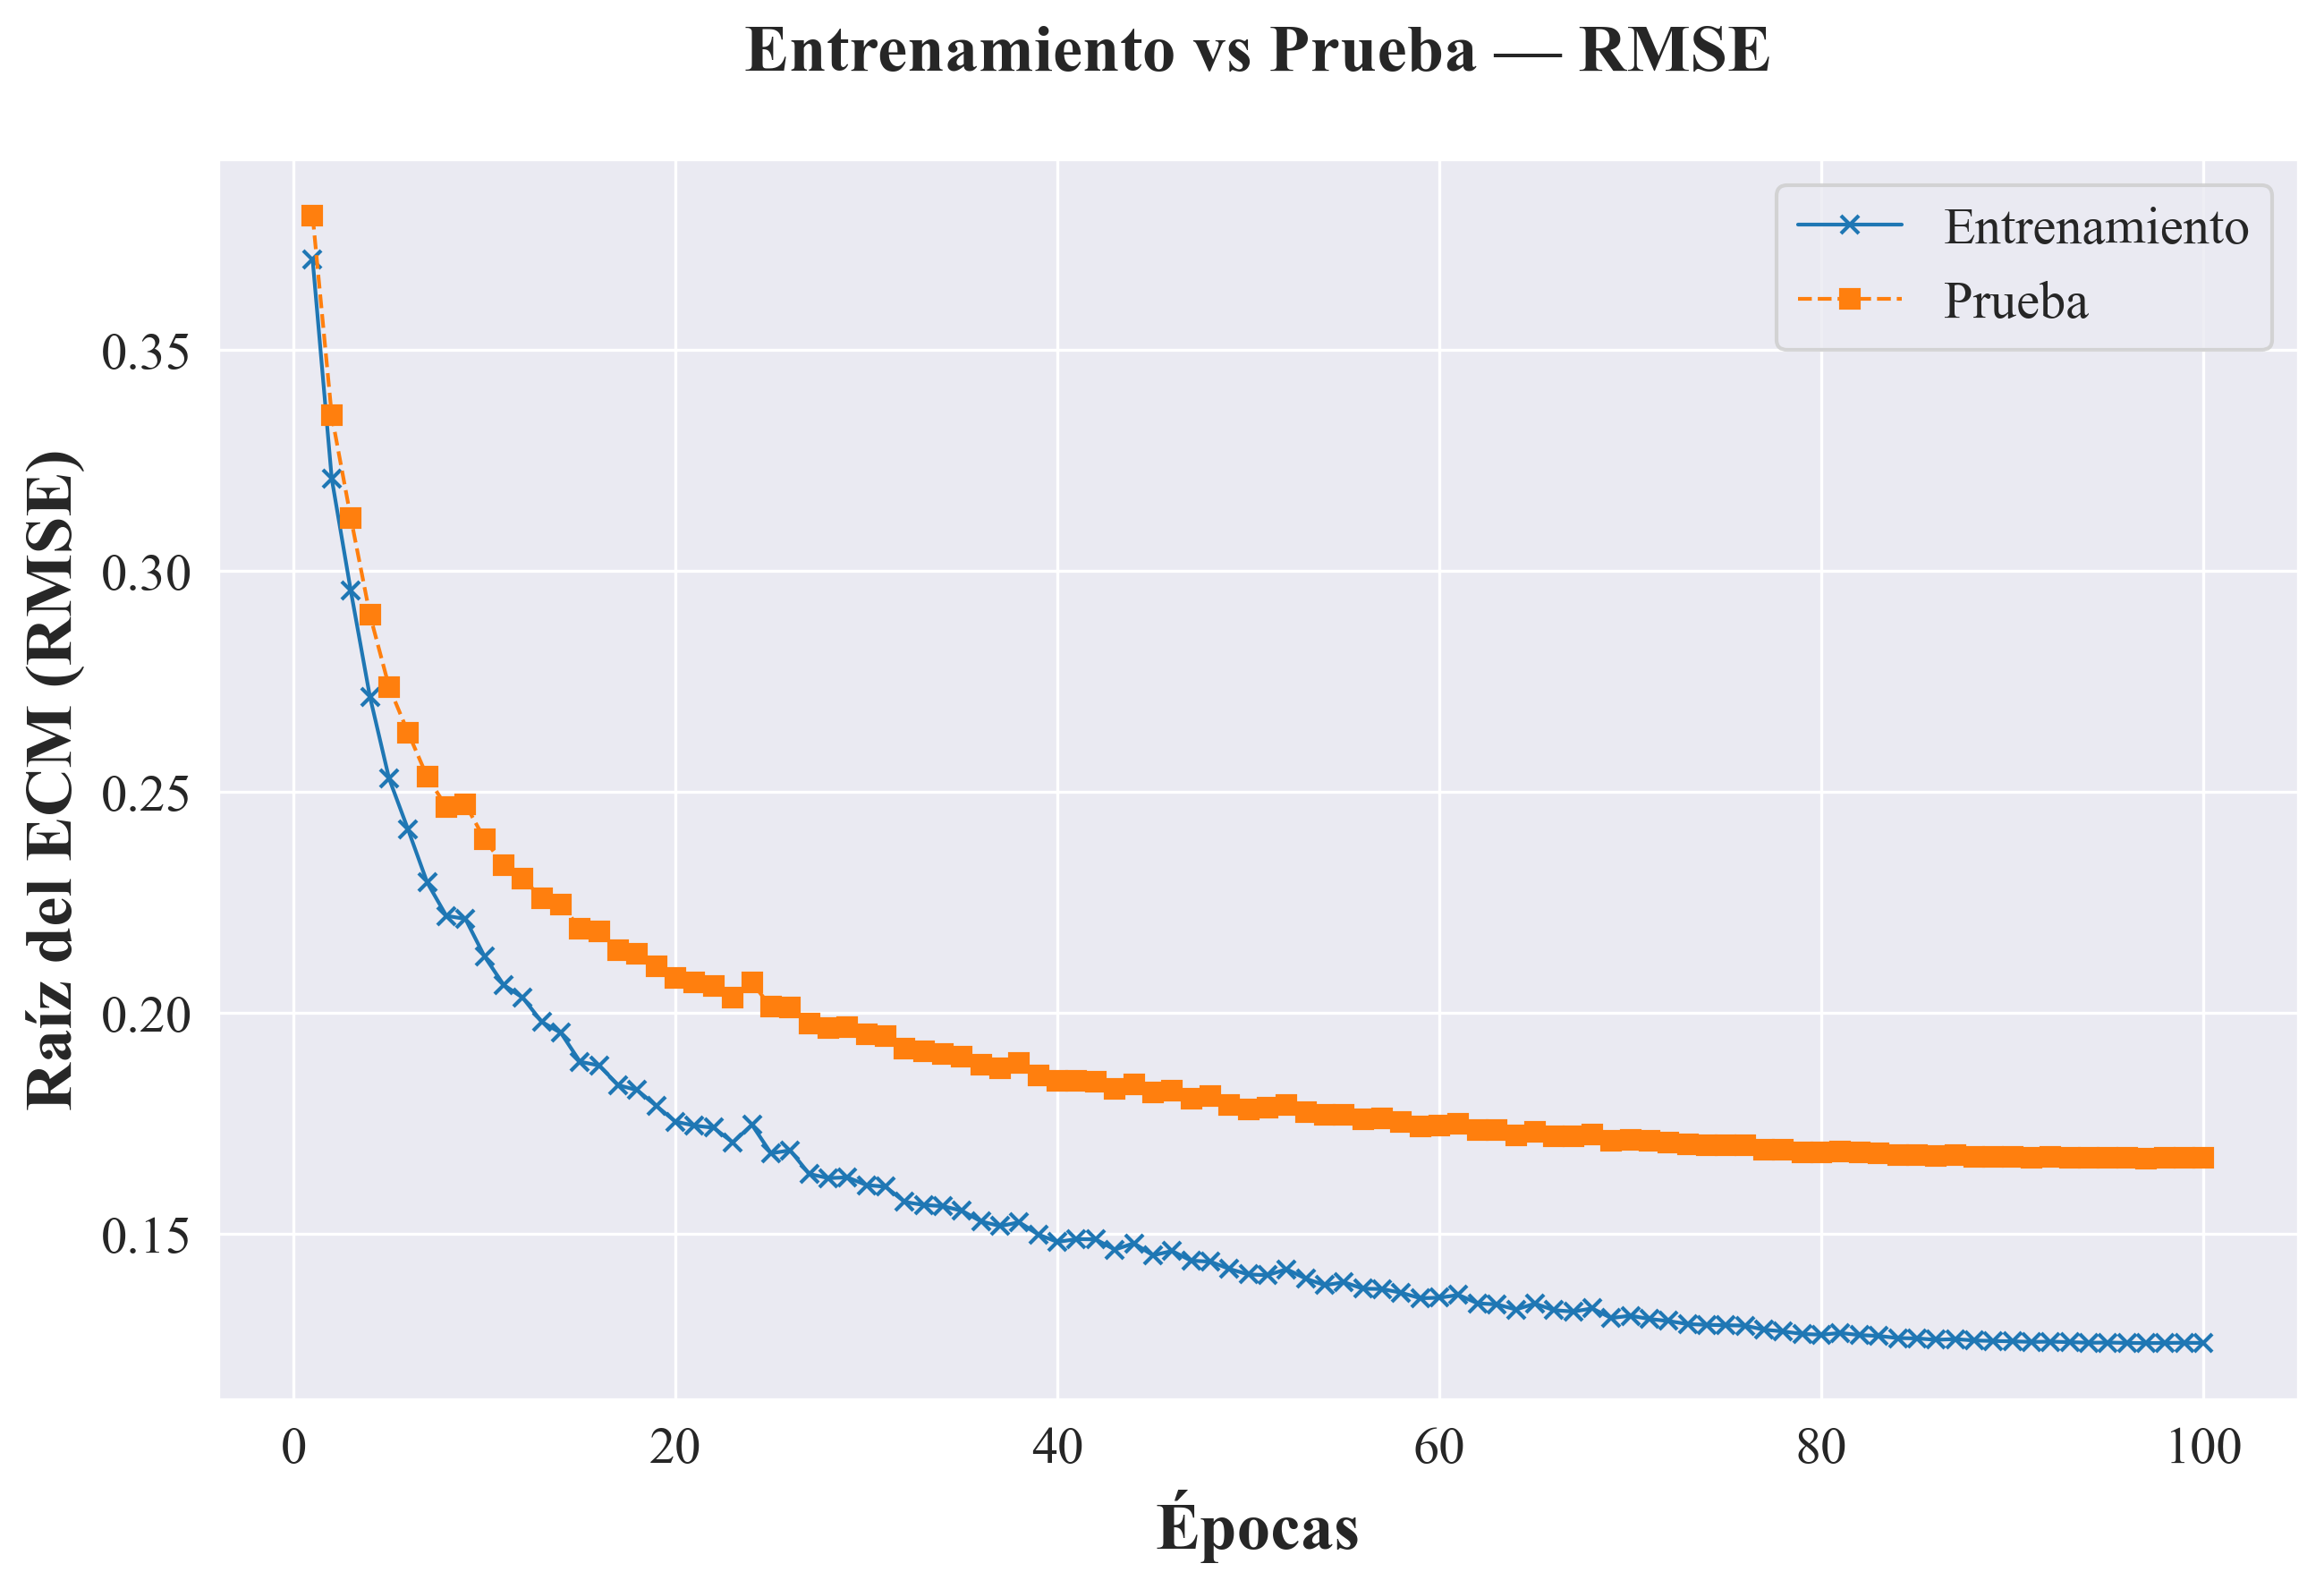 Entrenamiento vs Prueba — RMSE
Entrenamiento
Prueba
Raíz del ECM (RMSE)
0.35
0.30
0.25
0.20
0.15
0 20 40 60 80 100
Épocas